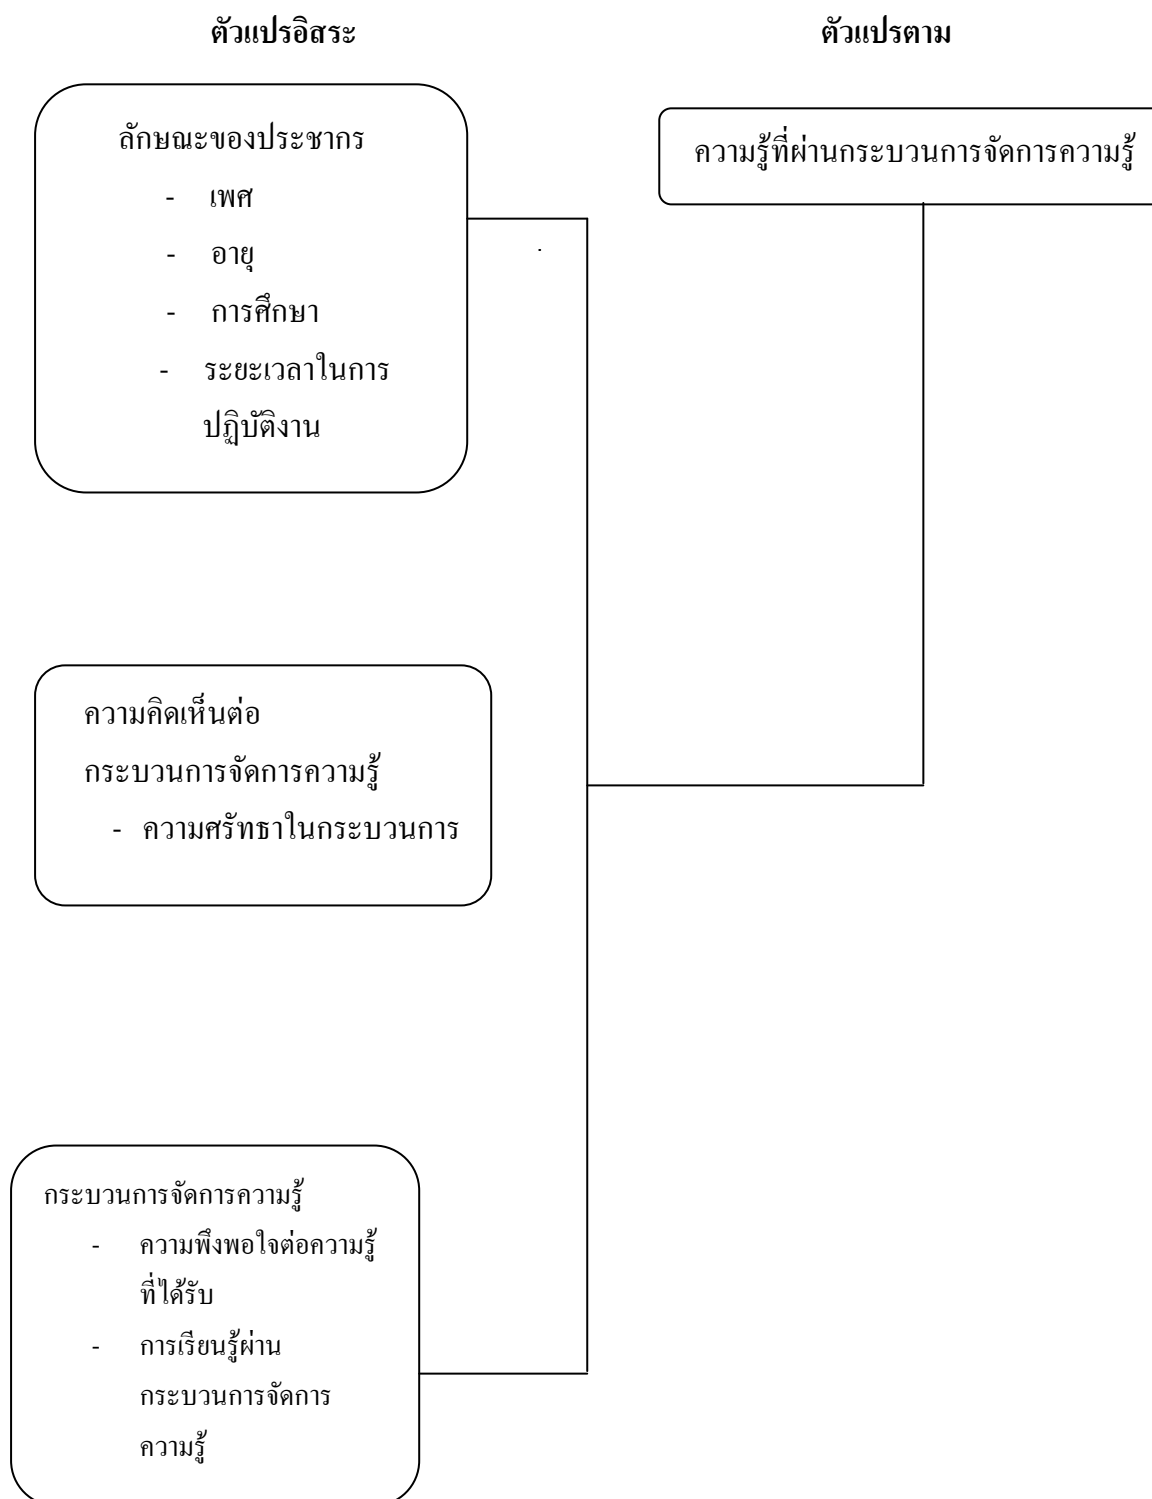 ตัวแปรอิสระ
ตัวแปรตาม
ลักษณะของประชากร
- เพศ
- อายุ
- การศึกษา
- ระยะเวลาในการ
ปฏิบัติงาน
ความรู้ที่ผ่านกระบวนการจัดการความรู้
ความคิดเห็นต่อ
กระบวนการจัดการความรู้
- ความศรัทธาในกระบวนการ
กระบวนการจัดการความรู้
- ความพึงพอใจต่อความรู้
ที่ได้รับ
- การเรียนรู้ผ่าน
กระบวนการจัดการ
ความรู้